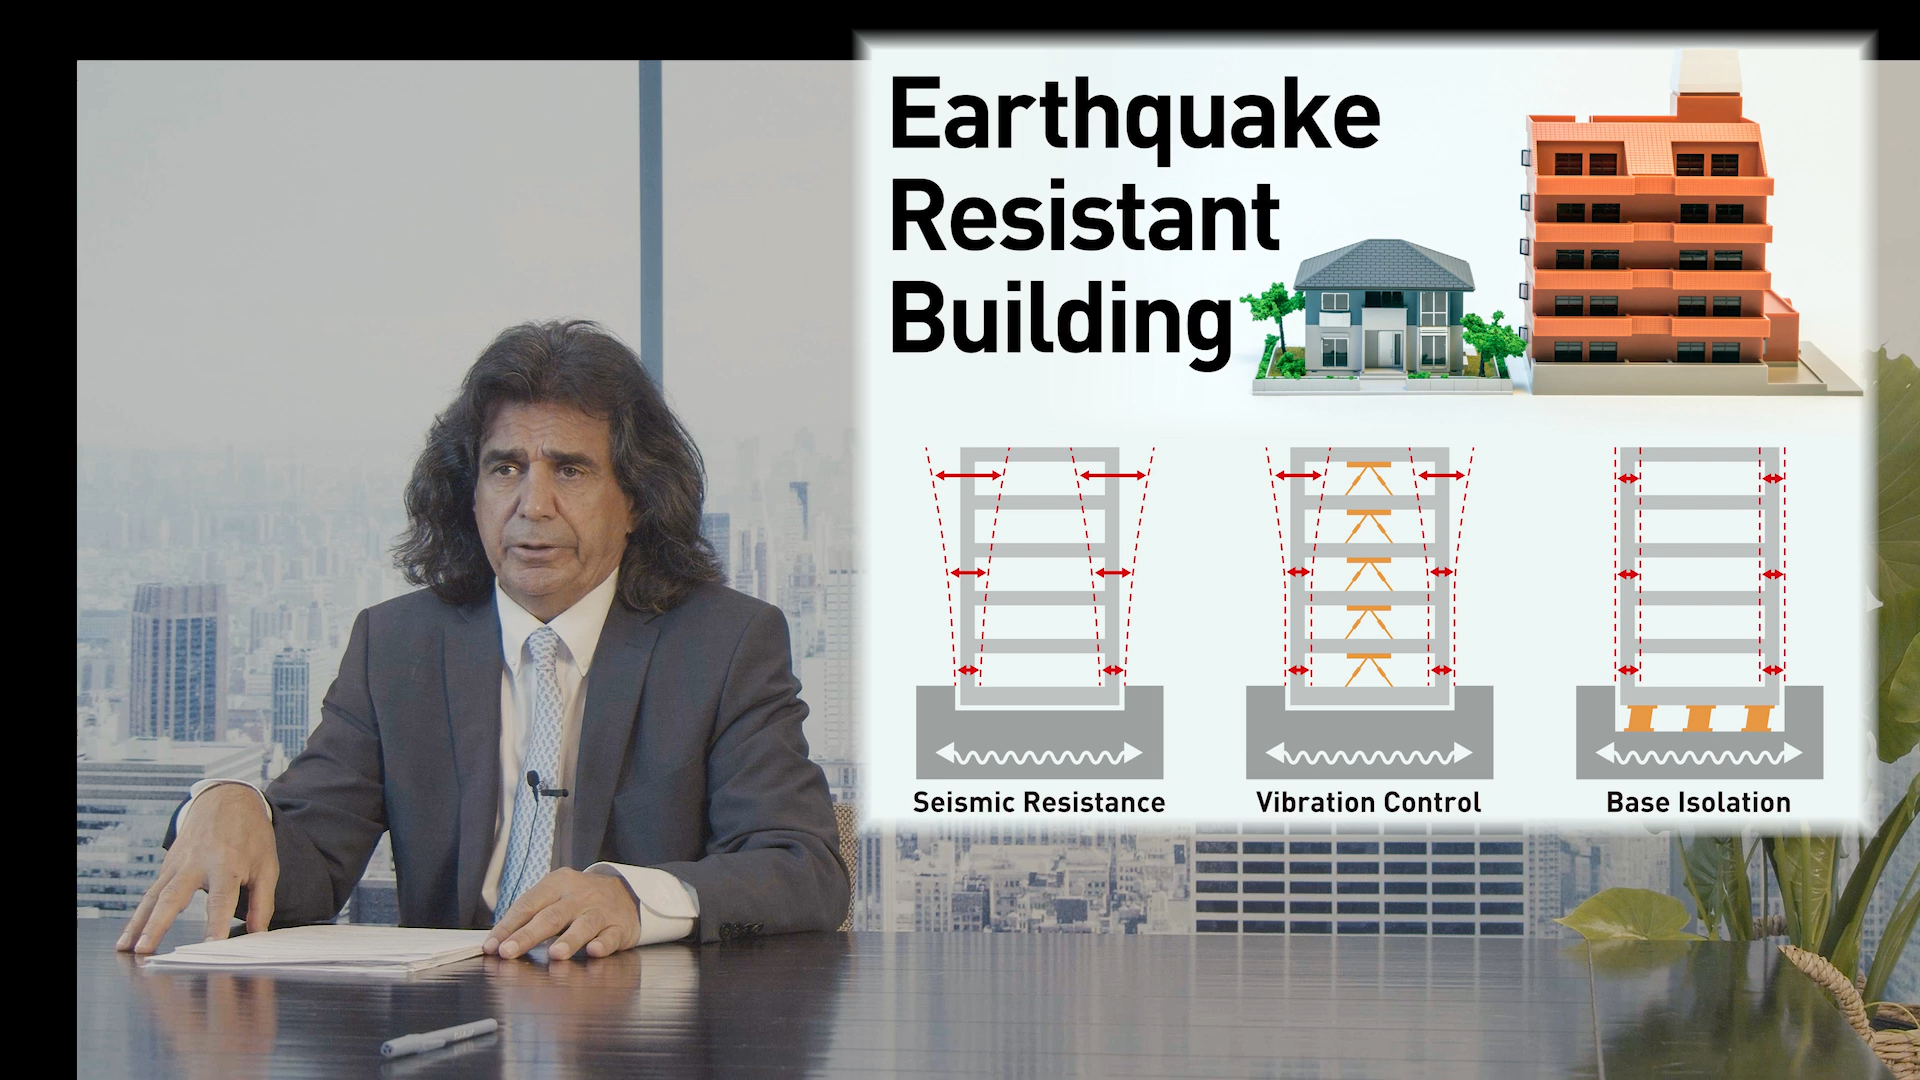 Earthquake
Resistant
Building
Seismic Resistance
Vibration Control
Base Isolation